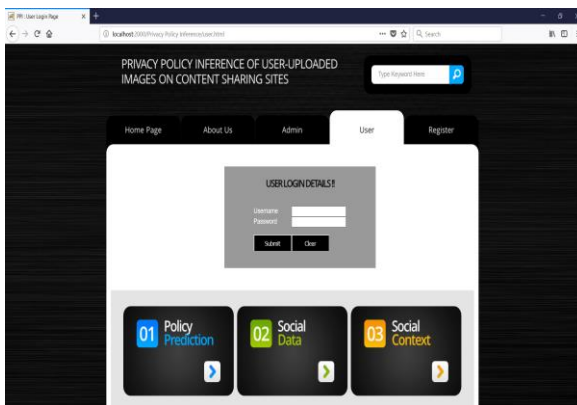 PPI: User Login Page
localhost:2000/Privacy Policy Inference/user.html
Search
PRIVACY POLICY INFERENCE OF USER-UPLOADED
IMAGES ON CONTENT SHARING SITES
Type Keyword Here
Home Page
About Us
Admin
User
Register
USER LOGIN DETAILS !!
Username
Password
Submit
Clear
01 Policy
Prediction
02 Social
Data
03 Social
Context